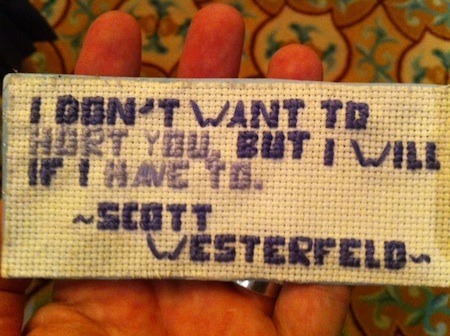 I DON'T WANT TO
HURT YOU, BUT I WILL
IF I HAVE TO.
~SCOTT
WESTERFELD~